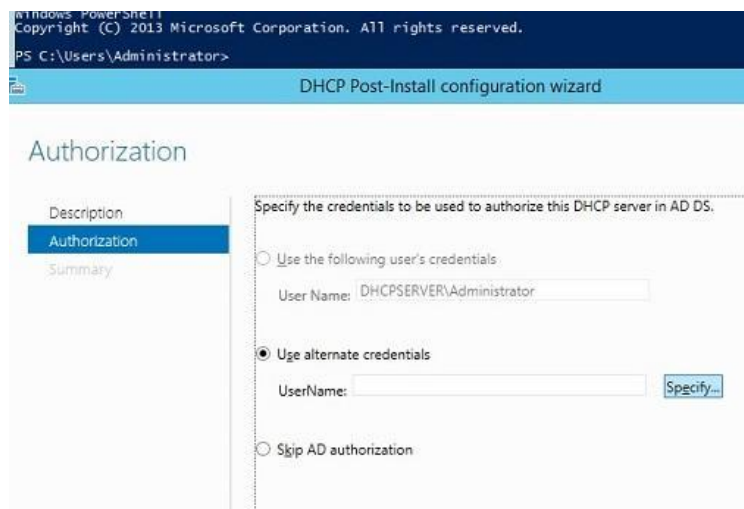 Windows PowerShell
Copyright (C) 2013 Microsoft Corporation. All rights reserved.
PS C:\Users\Administrator>
DHCP Post-Install configuration wizard
Authorization
Description
Authorization
Summary
Specify the credentials to be used to authorize this DHCP server in AD DS.
Use the following user's credentials
User Name: DHCPSERVER\Administrator
Use alternate credentials
UserName:
Specify...
Skip AD authorization